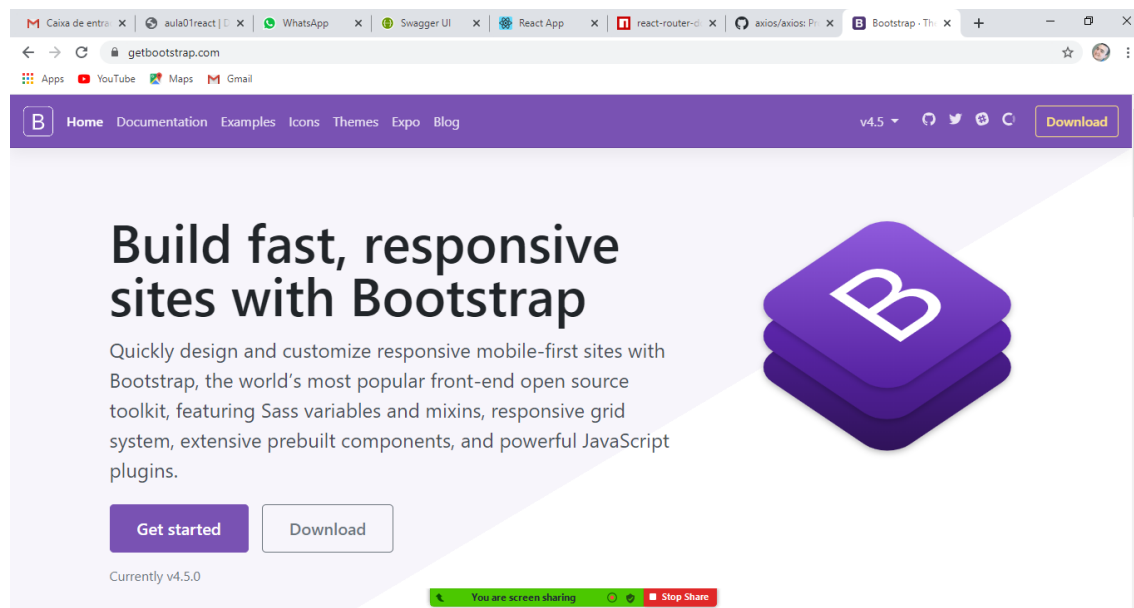 Caixa de entra
aula01react | D
WhatsApp
Swagger UI
React App
react-router-d
axios/axios: Pr
Bootstrap · The
getbootstrap.com
Apps YouTube Maps Gmail
B Home Documentation Examples Icons Themes Expo Blog v4.5 Download
Build fast, responsive
sites with Bootstrap
B
Quickly design and customize responsive mobile-first sites with
Bootstrap, the world’s most popular front-end open source
toolkit, featuring Sass variables and mixins, responsive grid
system, extensive prebuilt components, and powerful JavaScript
plugins.
Get started Download
Currently v4.5.0
You are screen sharing Stop Share